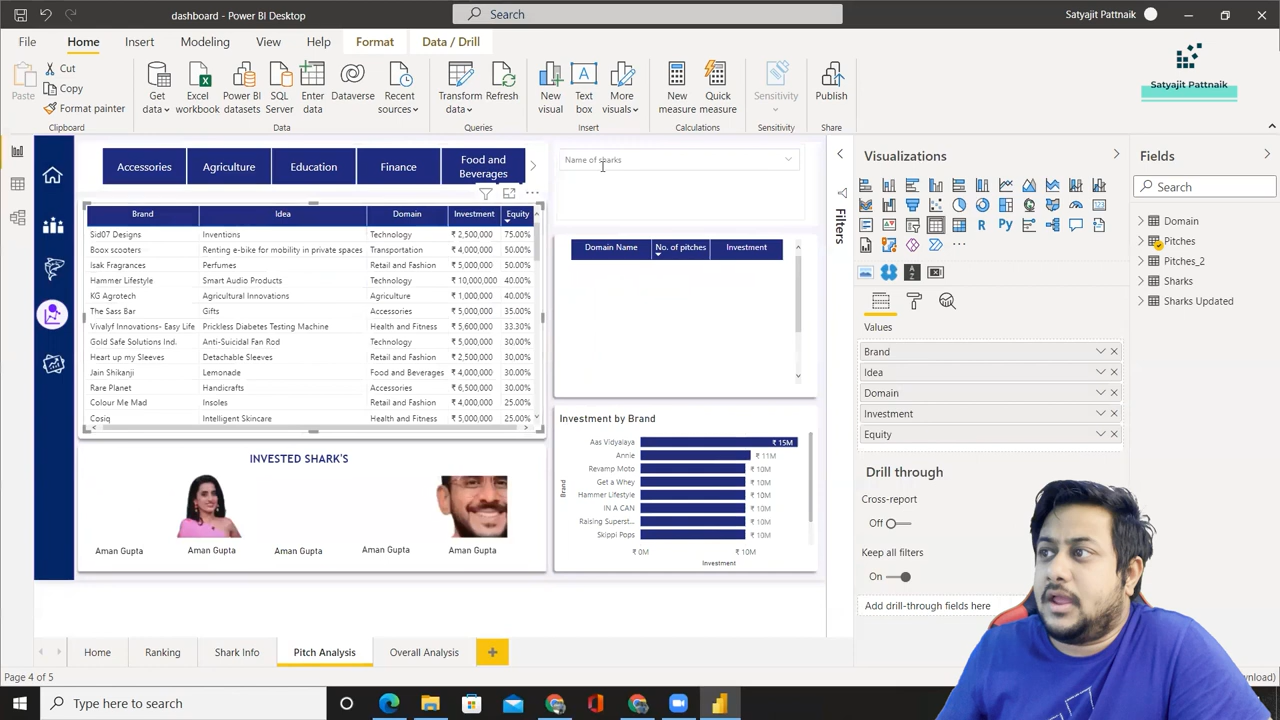 dashboard - Power BI Desktop
Search
Satyajit Pattnaik
File
Home
Insert
Modeling
View
Help
Format
Data / Drill
Paste
Cut
Copy
Format painter
Clipboard
Get data
Excel workbook
Power BI datasets
SQL Server
Enter data
Dataverse
Recent sources
Data
Transform data
Refresh
Queries
New visual
Text box
More visuals
Insert
New measure
Quick measure
Calculations
Sensitivity
Sensitivity
Publish
Share
Satyajit Pattnaik
Accessories
Agriculture
Education
Finance
Food and Beverages
Name of sharks
Brand Idea Domain Investment Equity
Sid07 Designs Inventions Technology ₹ 2,500,000 75.00%
Boox scooters Renting e-bike for mobility in private spaces Transportation ₹ 4,000,000 50.00%
Isak Fragrances Perfumes Retail and Fashion ₹ 5,000,000 50.00%
Hammer Lifestyle Smart Audio Products Technology ₹ 10,000,000 40.00%
KG Agrotech Agricultural Innovations Agriculture ₹ 1,000,000 40.00%
The Sass Bar Gifts Accessories ₹ 5,000,000 35.00%
Vivalyf Innovations- Easy Life Prickless Diabetes Testing Machine Health and Fitness ₹ 5,600,000 33.30%
Gold Safe Solutions Ind. Anti-Suicidal Fan Rod Technology ₹ 5,000,000 30.00%
Heart up my Sleeves Detachable Sleeves Retail and Fashion ₹ 2,500,000 30.00%
Jain Shikanji Lemonade Food and Beverages ₹ 4,000,000 30.00%
Rare Planet Handicrafts Accessories ₹ 6,500,000 30.00%
Colour Me Mad Insoles Retail and Fashion ₹ 4,000,000 25.00%
Cosiq Intelligent Skincare Health and Fitness ₹ 5,000,000 25.00%
Domain Name No. of pitches Investment
INVESTED SHARK'S
Aman Gupta
Aman Gupta
Aman Gupta
Aman Gupta
Aman Gupta
Investment by Brand
Brand
Aas Vidyalaya ₹ 15M
Annie ₹ 11M
Revamp Moto ₹ 10M
Get a Whey ₹ 10M
Hammer Lifestyle ₹ 10M
IN A CAN ₹ 10M
Raising Superst... ₹ 10M
Skippi Pops ₹ 10M
₹ 0M ₹ 10M
Investment
Filters
Visualizations
Values
Brand
Idea
Domain
Investment
Equity
Drill through
Cross-report
Off
Keep all filters
On
Add drill-through fields here
Fields
Search
Domain
Pitches
Pitches_2
Sharks
Sharks Updated
Home
Ranking
Shark Info
Pitch Analysis
Overall Analysis
Page 4 of 5
Type here to search